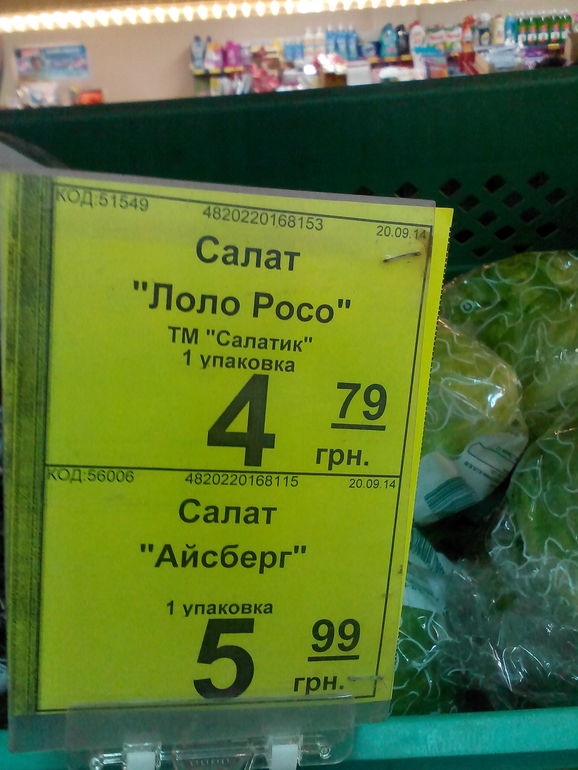 КОД:51549 4820220168153 20.09.14
Салат
"Лоло Росо"
ТМ "Салатик"
1 упаковка
4 79
грн.
КОД:56006 4820220168115 20.09.14
Салат
"Айсберг"
1 упаковка
5 99
грн.